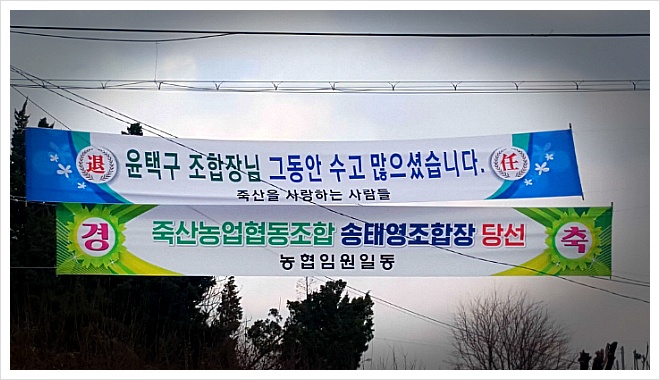 退 윤택구 조합장님 그동안 수고 많으셨습니다. 任
죽산을 사랑하는 사람들
경 죽산농업협동조합 송태영조합장 당선 축
농협임원일동